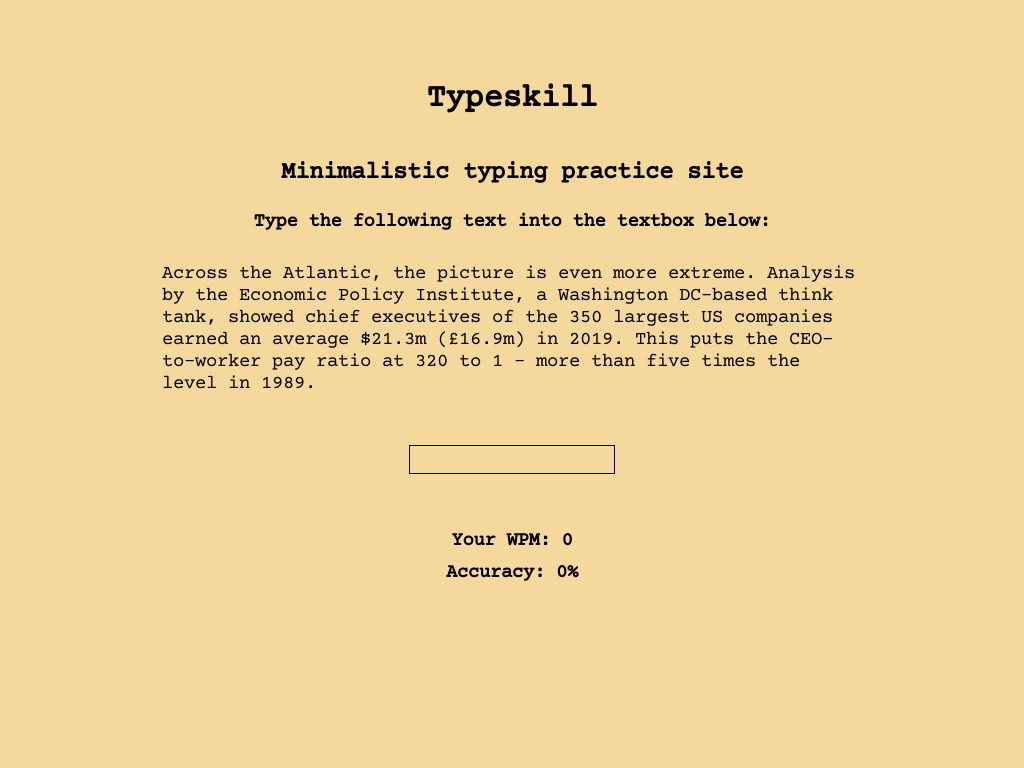 Typeskill
Minimalistic typing practice site
Type the following text into the textbox below:
Across the Atlantic, the picture is even more extreme. Analysis
by the Economic Policy Institute, a Washington DC-based think
tank, showed chief executives of the 350 largest US companies
earned an average $21.3m (£16.9m) in 2019. This puts the CEO-
to-worker pay ratio at 320 to 1 – more than five times the
level in 1989.
Your WPM: 0
Accuracy: 0%